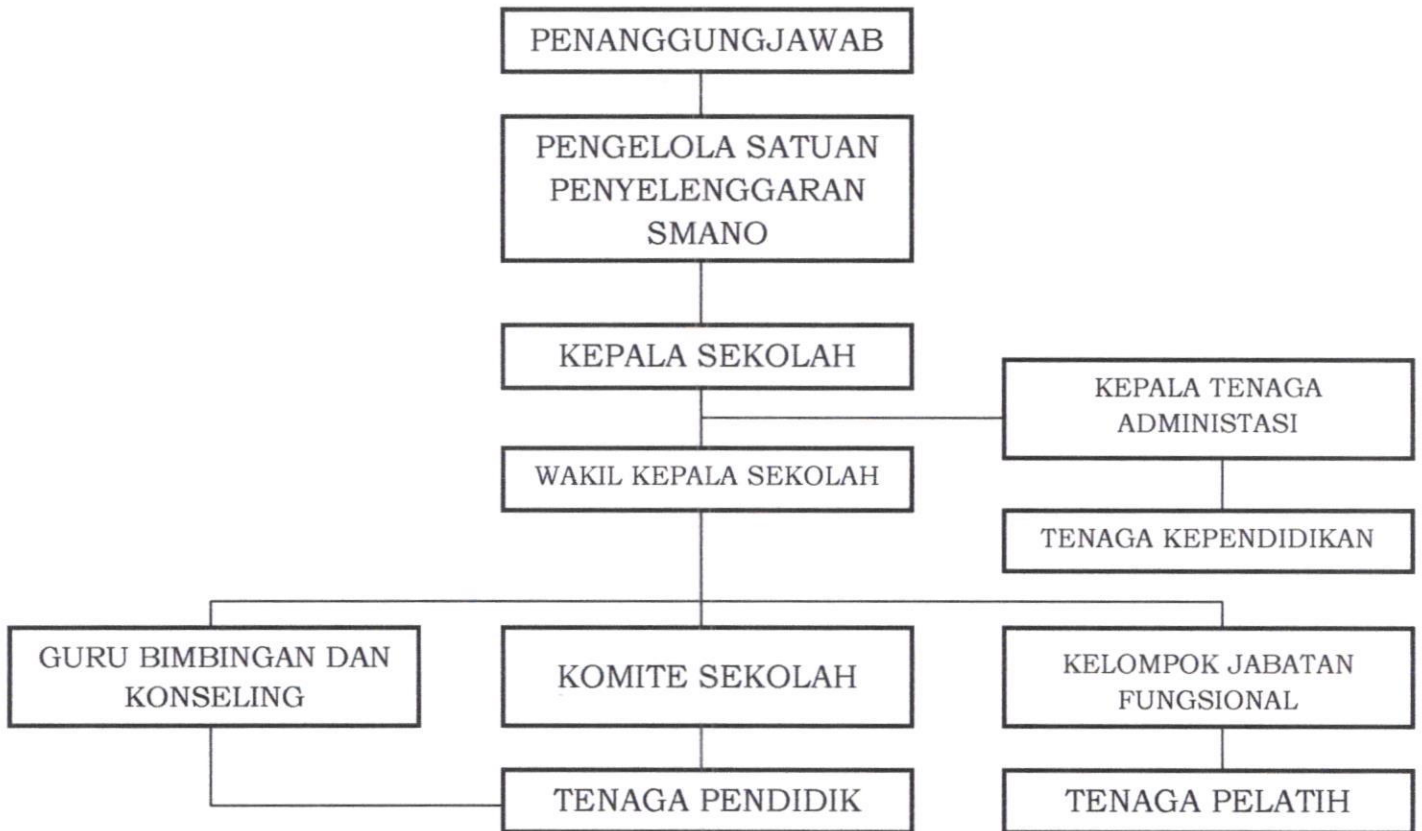 PENANGGUNGJAWAB
PENGELOLA SATUAN
PENYELENGGARAN
SMANO
KEPALA SEKOLAH
KEPALA TENAGA
ADMINISTASI
WAKIL KEPALA SEKOLAH
TENAGA KEPENDIDIKAN
GURU BIMBINGAN DAN
KONSELING
KOMITE SEKOLAH
KELOMPOK JABATAN
FUNGSIONAL
TENAGA PENDIDIK
TENAGA PELATIH